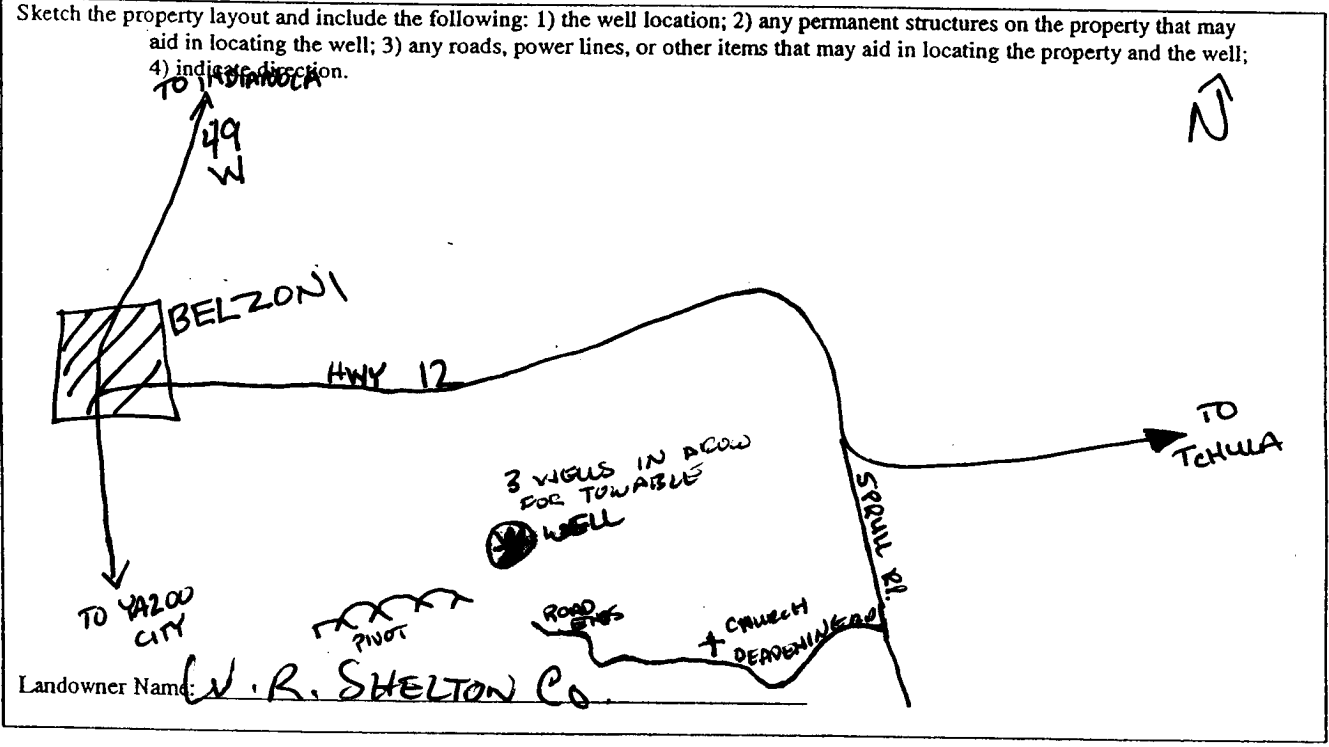 Sketch the property layout and include the following: 1) the well location; 2) any permanent structures on the property that may
aid in locating the well; 3) any roads, power lines, or other items that may aid in locating the property and the well;
4) indicate direction.
TO INDIANOLA
49
W
N
BELZONI
HWY 12
TO
TCHULA
3 WELLS IN A ROW
FOR TOWABLE
WELL
SPRUILL RD.
TO YAZOO
CITY
PIVOT
ROAD
ENDS
CHURCH
DEADENING RD
Landowner Name: W. R. SHELTON Co.